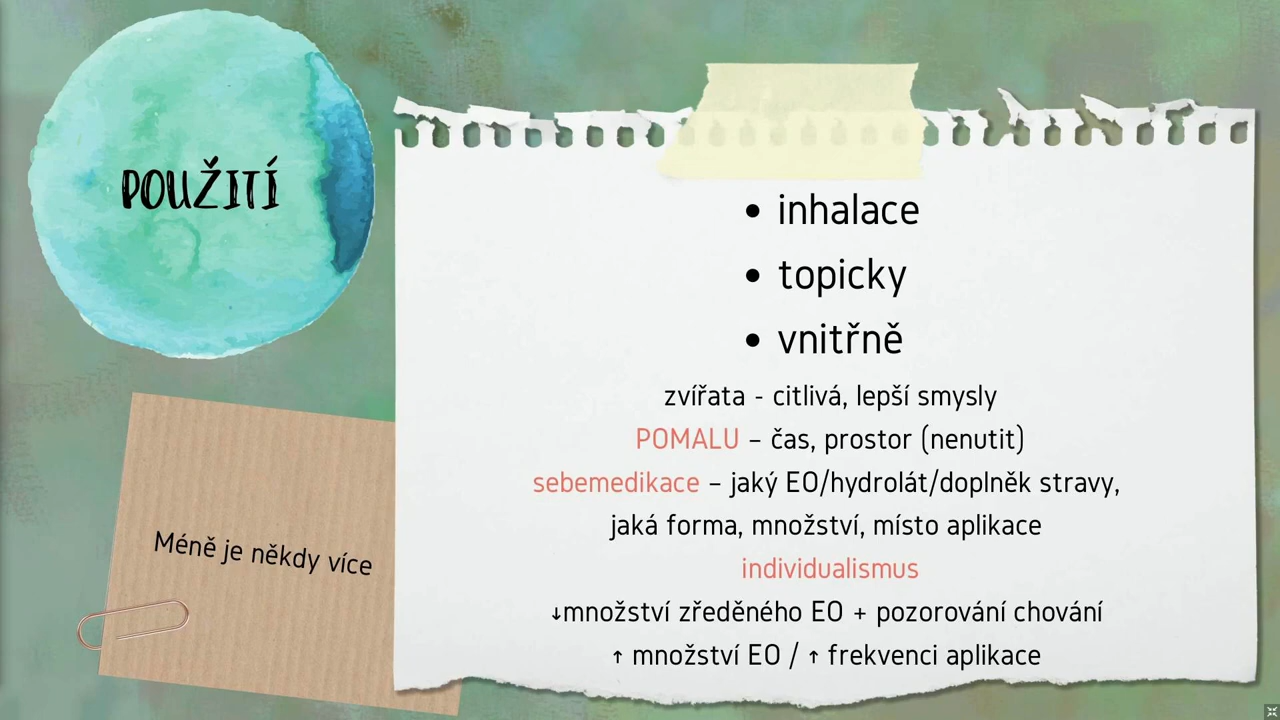 POUŽITÍ
• inhalace
• topicky
• vnitřně
zvířata - citlivá, lepší smysly
POMALU – čas, prostor (nenutit)
sebemedikace – jaký EO/hydrolát/doplněk stravy,
jaká forma, množství, místo aplikace
individualismus
↓množství zředěného EO + pozorování chování
↑ množství EO / ↑ frekvenci aplikace
Méně je někdy více